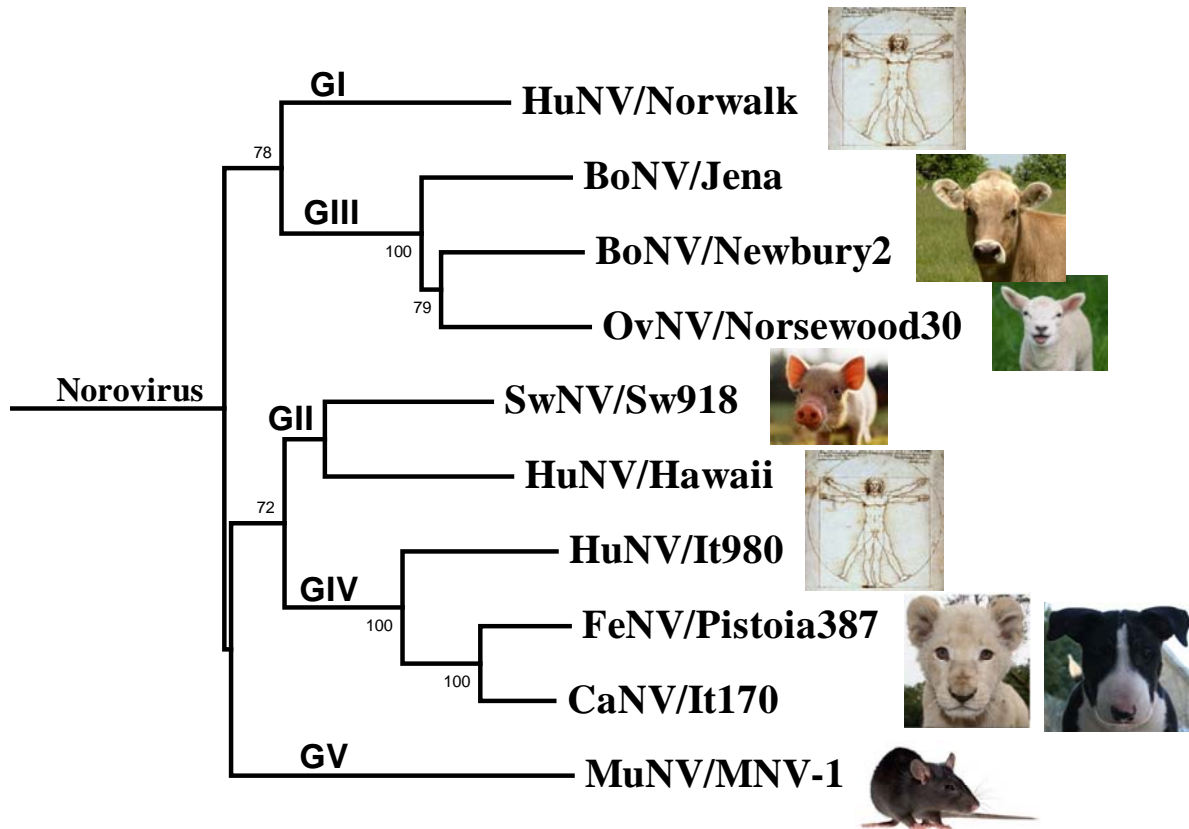 GI
HuNV/Norwalk
78
BoNV/Jena
GIII
100
BoNV/Newbury2
79
OvNV/Norsewood30
Norovirus
SwNV/Sw918
GII
HuNV/Hawaii
72
HuNV/It980
GIV
100
FeNV/Pistoia387
100
CaNV/It170
GV
MuNV/MNV-1